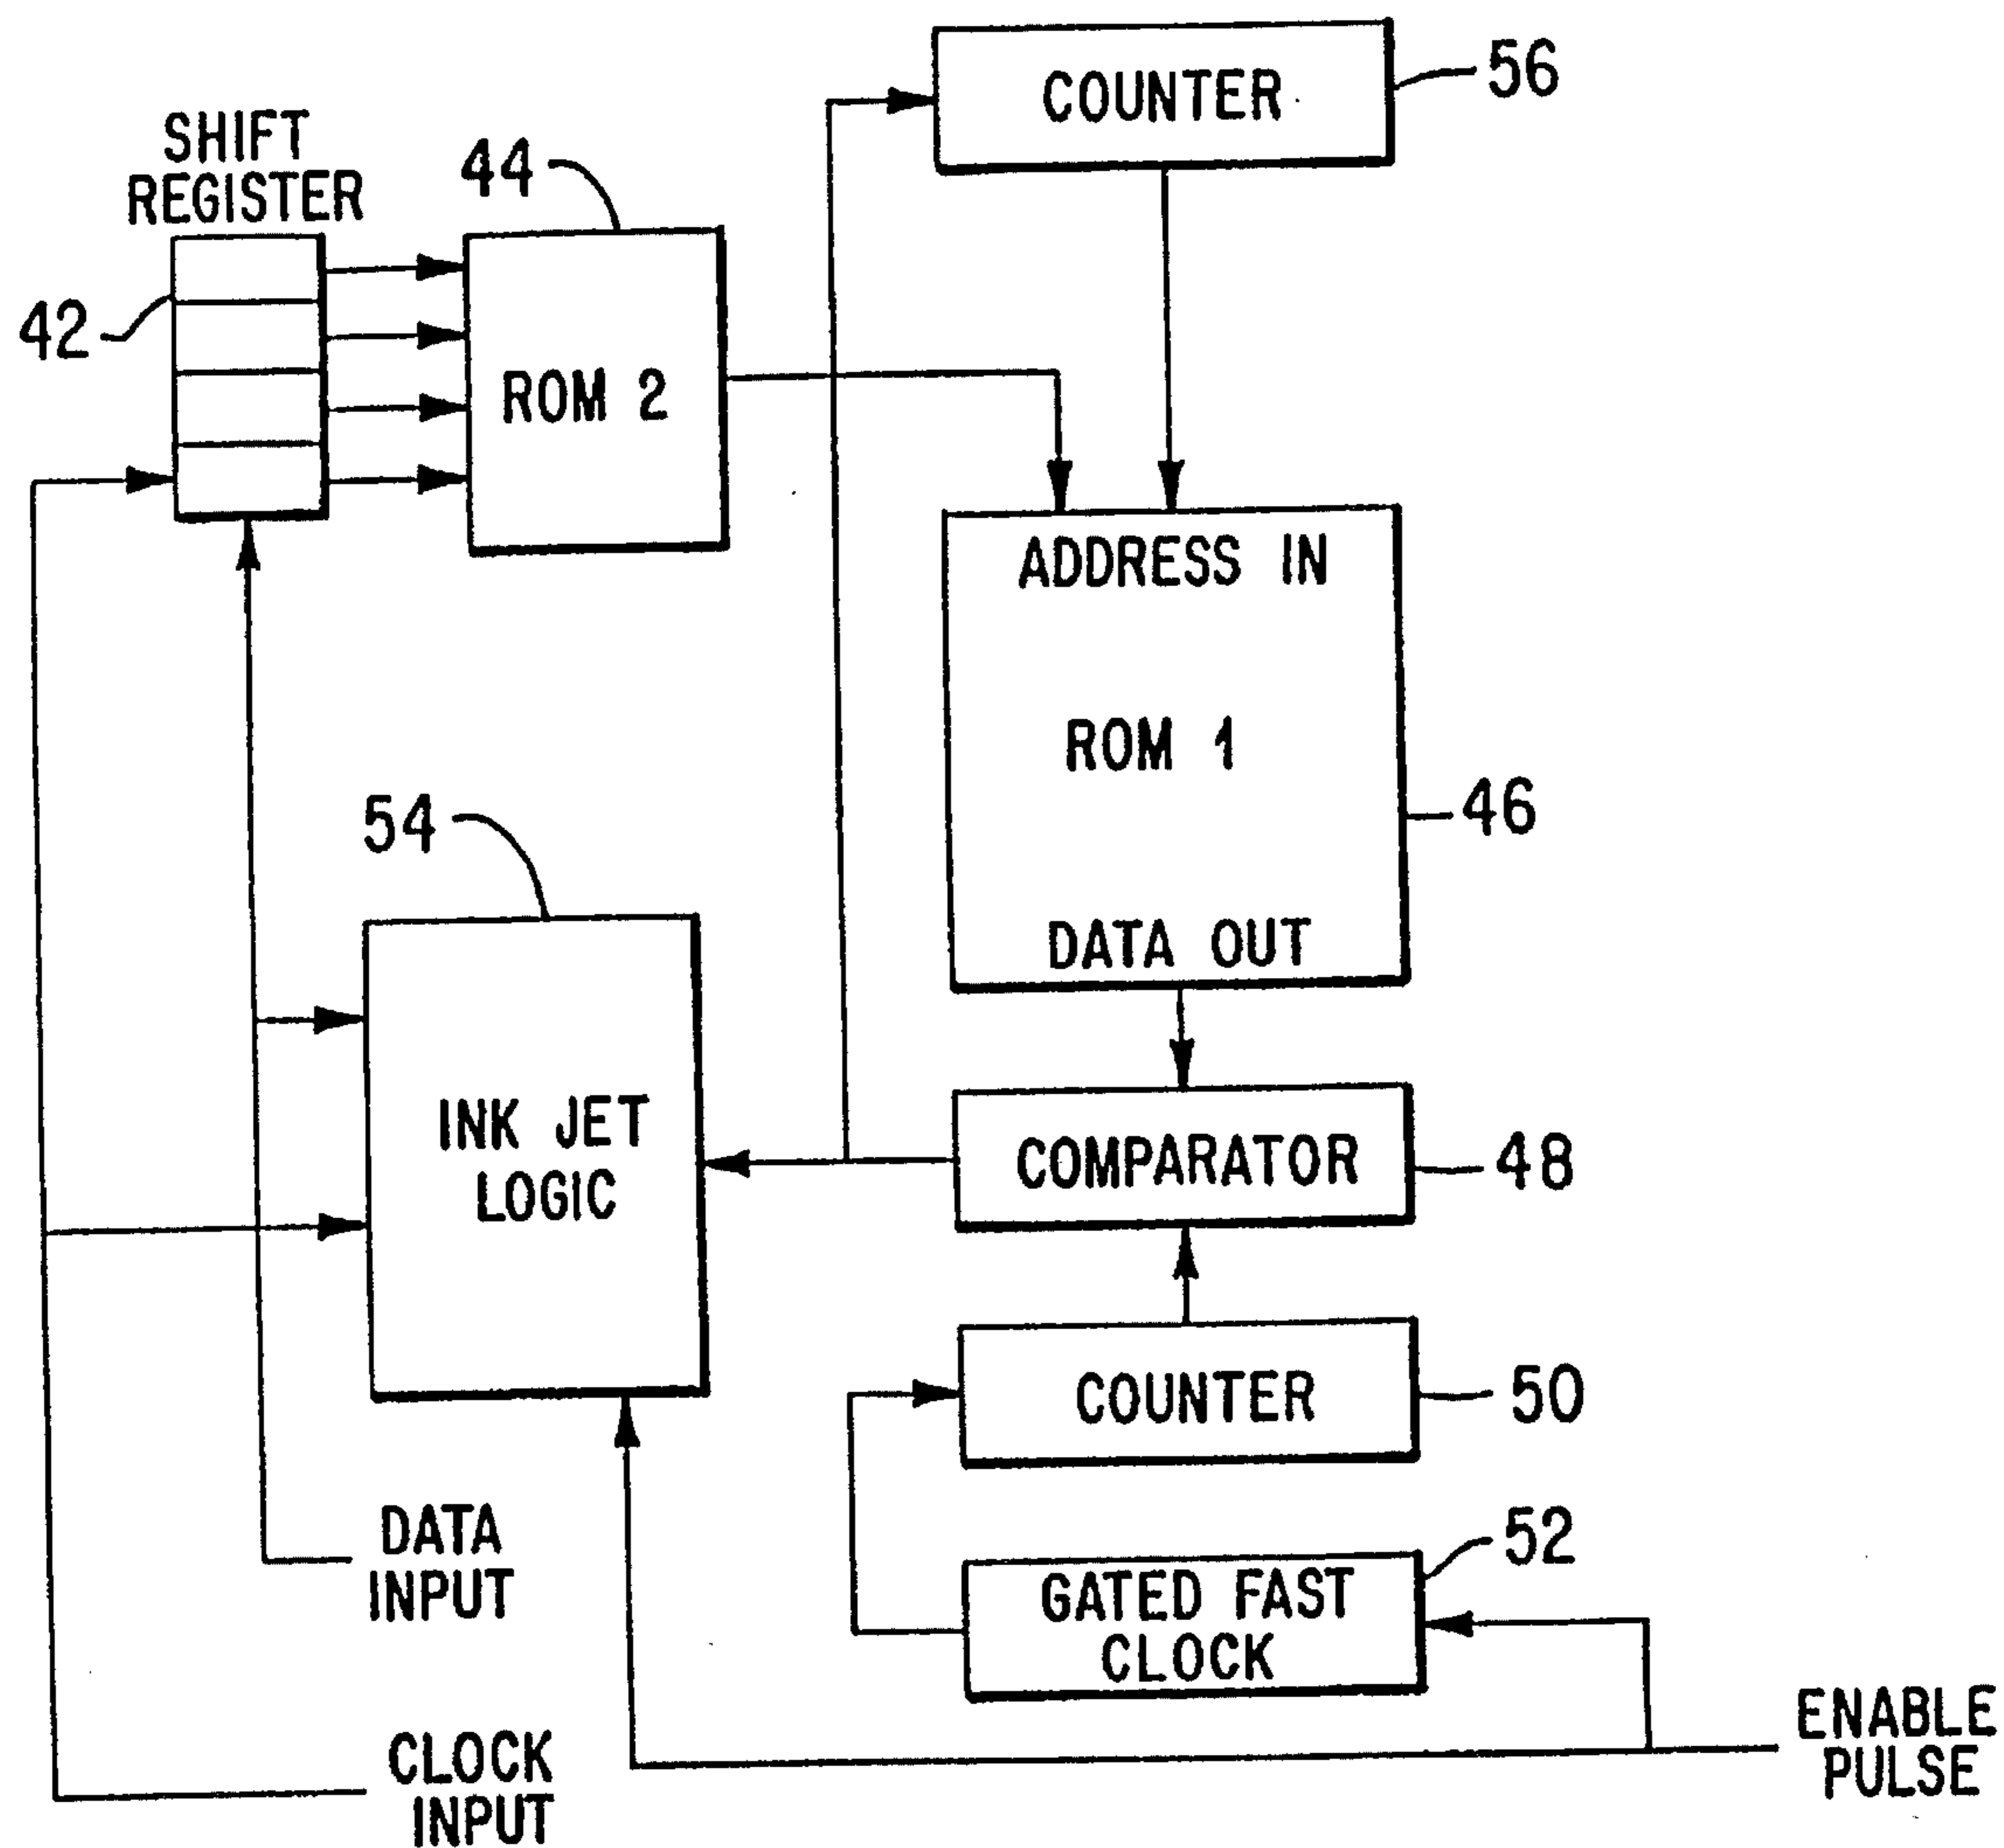 COUNTER
56
SHIFT
REGISTER
44
42
ROM 2
ADDRESS IN
ROM 1
46
54
DATA OUT
INK JET
LOGIC
COMPARATOR
48
COUNTER
50
DATA
INPUT
52
GATED FAST
CLOCK
CLOCK
INPUT
ENABLE
PULSE